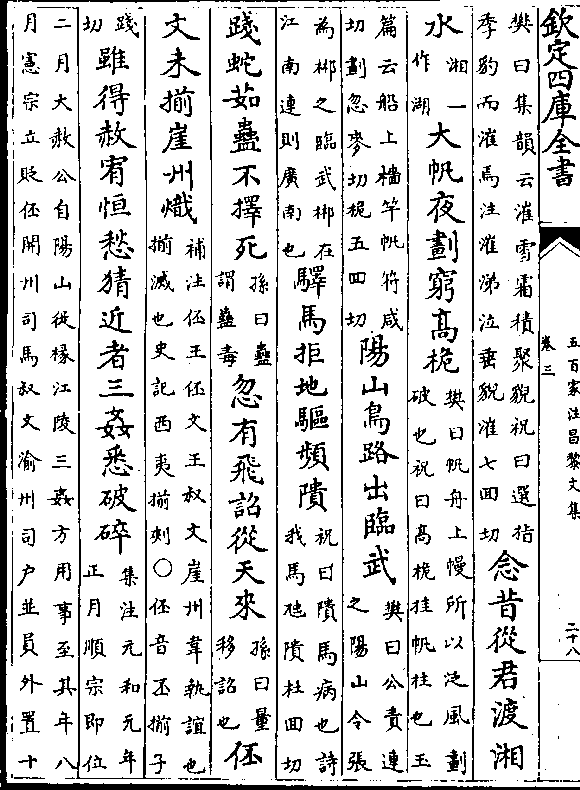 欽定四庫全書
五百家注昌黎文集
卷三
二十八
樊曰集韻云漼雪霜積聚貌祝曰選指
季豹而漼焉注漼涕泣垂貌漼七回切
念昔從君渡湘
水
湘一
作湖
大帆夜劃窮高桅
樊曰帆舟上幔所以泛風劃
破也祝曰高桅挂帆柱也玉
篇云船上檣竿帆符咸
切劃忽麥切桅五回切
陽山鳥路出臨武
樊曰公責連
之陽山令張
為郴之臨武郴在
江南連則廣南也
驛馬拒地驅頻隤
祝曰隤馬病也詩
我馬虺隤杜回切
踐蛇茹蠱不擇死
孫曰蠱
謂蠱毒
忽有飛詔從天來
孫曰量
移詔也
伾
文未揃崖州熾
補注伾王伾文王叔文崖州韋執誼也
揃滅也史記西夷揃剌○伾音丕揃子
踐
切
雖得赦宥恒愁猜近者三姦悉破碎
集注元和元年
正月順宗即位
二月大赦公自陽山徙掾江陵三姦方用事至其年八
月憲宗立貶伾開州司馬叔文渝州司户並員外置十